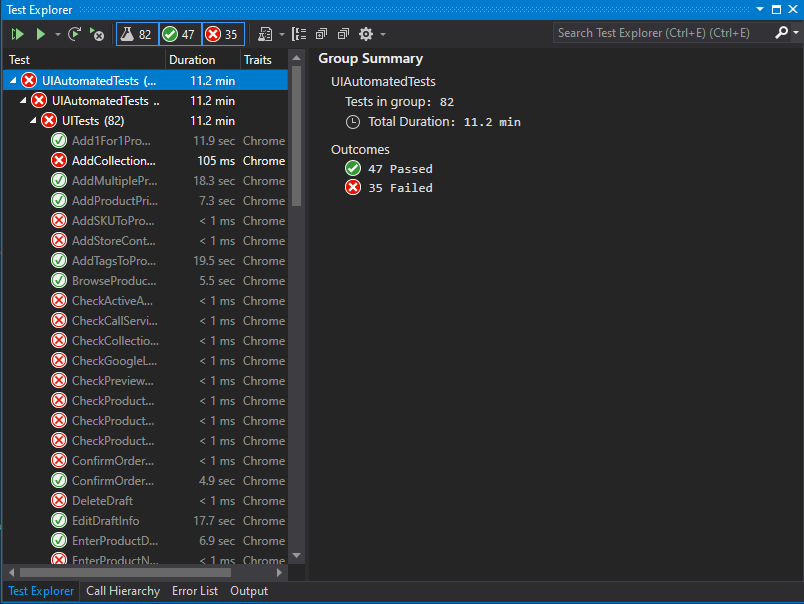 Test Explorer
82 47 35 Search Test Explorer (Ctrl+E) (Ctrl+E)
Test Duration Traits
UIAutomatedTests (... 11.2 min
UIAutomatedTests .. 11.2 min
UITests (82) 11.2 min
Add1For1Pro... 11.9 sec Chrome
AddCollection... 105 ms Chrome
AddMultiplePr... 18.3 sec Chrome
AddProductPri... 7.3 sec Chrome
AddSKUToPro... < 1 ms Chrome
AddStoreCont... < 1 ms Chrome
AddTagsToPro... 19.5 sec Chrome
BrowseProduc... 5.5 sec Chrome
CheckActiveA... < 1 ms Chrome
CheckCallServi... < 1 ms Chrome
CheckCollectio... < 1 ms Chrome
CheckGoogleL... < 1 ms Chrome
CheckPreview... < 1 ms Chrome
CheckProduct... < 1 ms Chrome
CheckProduct... < 1 ms Chrome
CheckProduct... < 1 ms Chrome
ConfirmOrder... < 1 ms Chrome
ConfirmOrder... 4.9 sec Chrome
DeleteDraft < 1 ms Chrome
EditDraftInfo 17.7 sec Chrome
EnterProductD... 6.9 sec Chrome
EnterProductN... < 1 ms Chrome
Group Summary
UIAutomatedTests
Tests in group: 82
Total Duration: 11.2 min
Outcomes
47 Passed
35 Failed
Test Explorer Call Hierarchy Error List Output